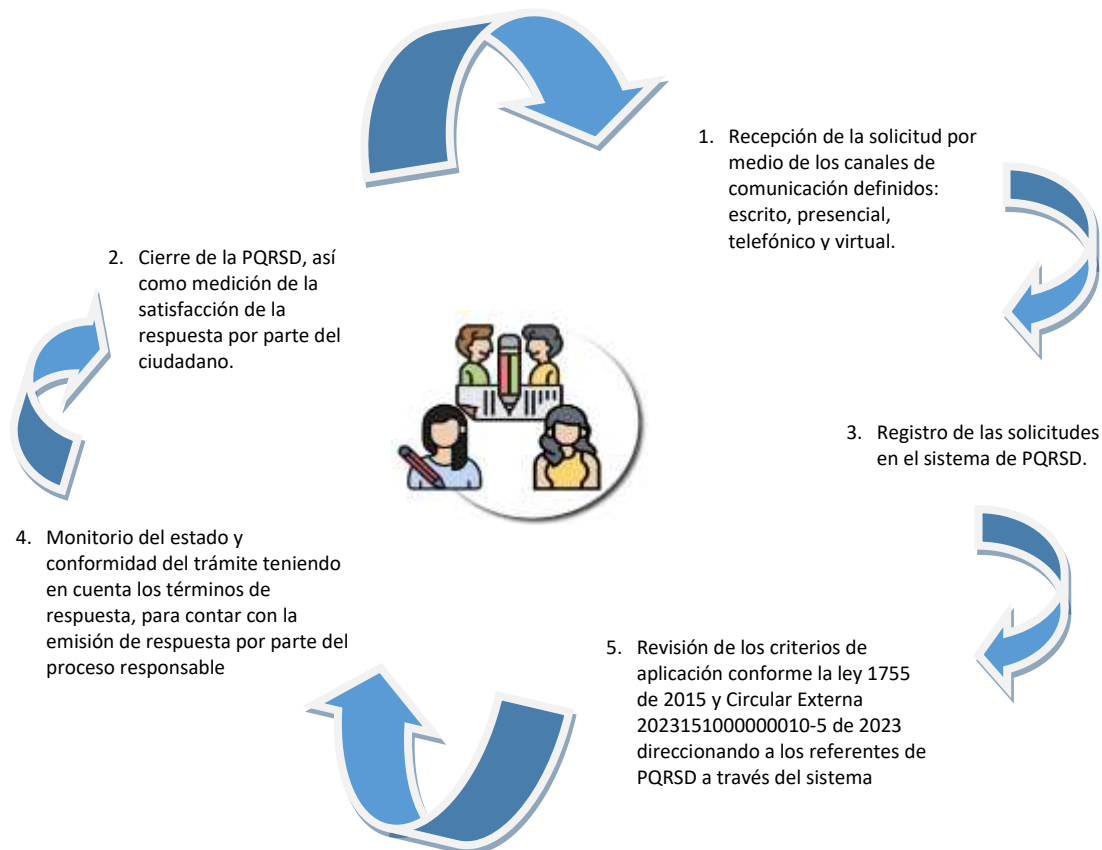 1. Recepción de la solicitud por
medio de los canales de
comunicación definidos:
escrito, presencial,
telefónico y virtual.
2. Cierre de la PQRSD, así
como medición de la
satisfacción de la
respuesta por parte del
ciudadano.
3. Registro de las solicitudes
en el sistema de PQRSD.
4. Monitorio del estado y
conformidad del trámite teniendo
en cuenta los términos de
respuesta, para contar con la
emisión de respuesta por parte del
proceso responsable
5. Revisión de los criterios de
aplicación conforme la ley 1755
de 2015 y Circular Externa
2023151000000010-5 de 2023
direccionando a los referentes de
PQRSD a través del sistema